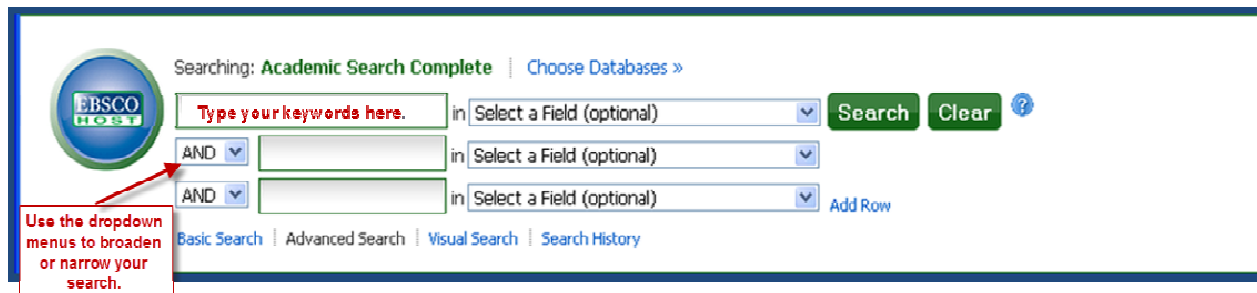 Searching: Academic Search Complete Choose Databases »
EBSCO
HOST
Type your keywords here. in Select a Field (optional) Search Clear ?
AND in Select a Field (optional)
AND in Select a Field (optional) Add Row
Basic Search Advanced Search Visual Search Search History
Use the dropdown
menus to broaden
or narrow your
search.